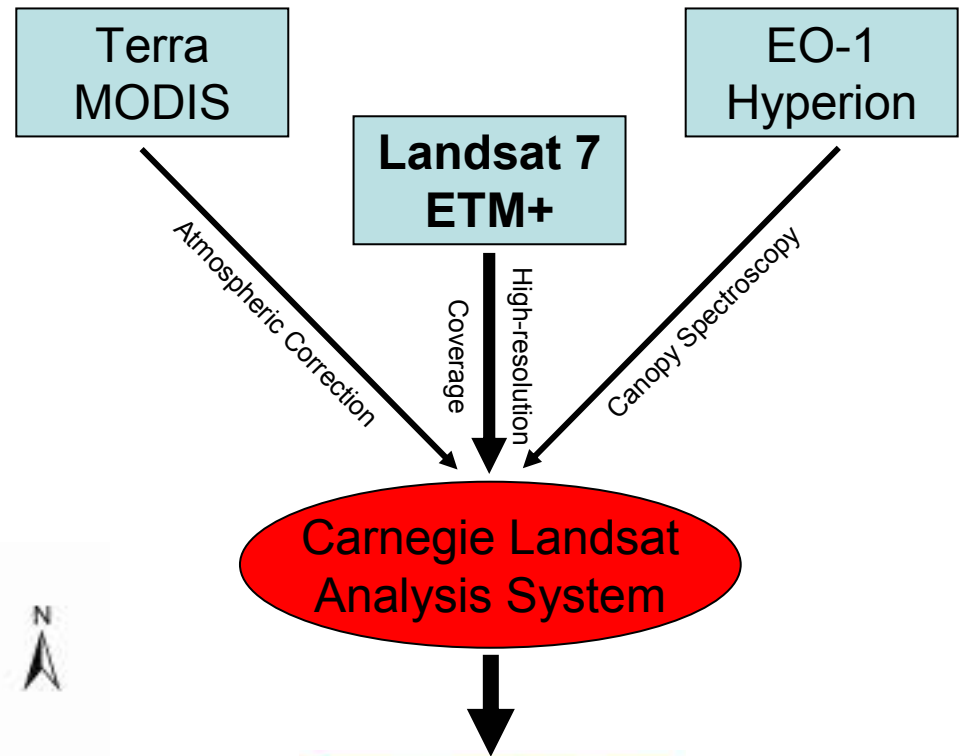 Terra
MODIS
EO-1
Hyperion
Landsat 7
ETM+
Atmospheric Correction
High-resolution
Coverage
Canopy Spectroscopy
Carnegie Landsat
Analysis System
N